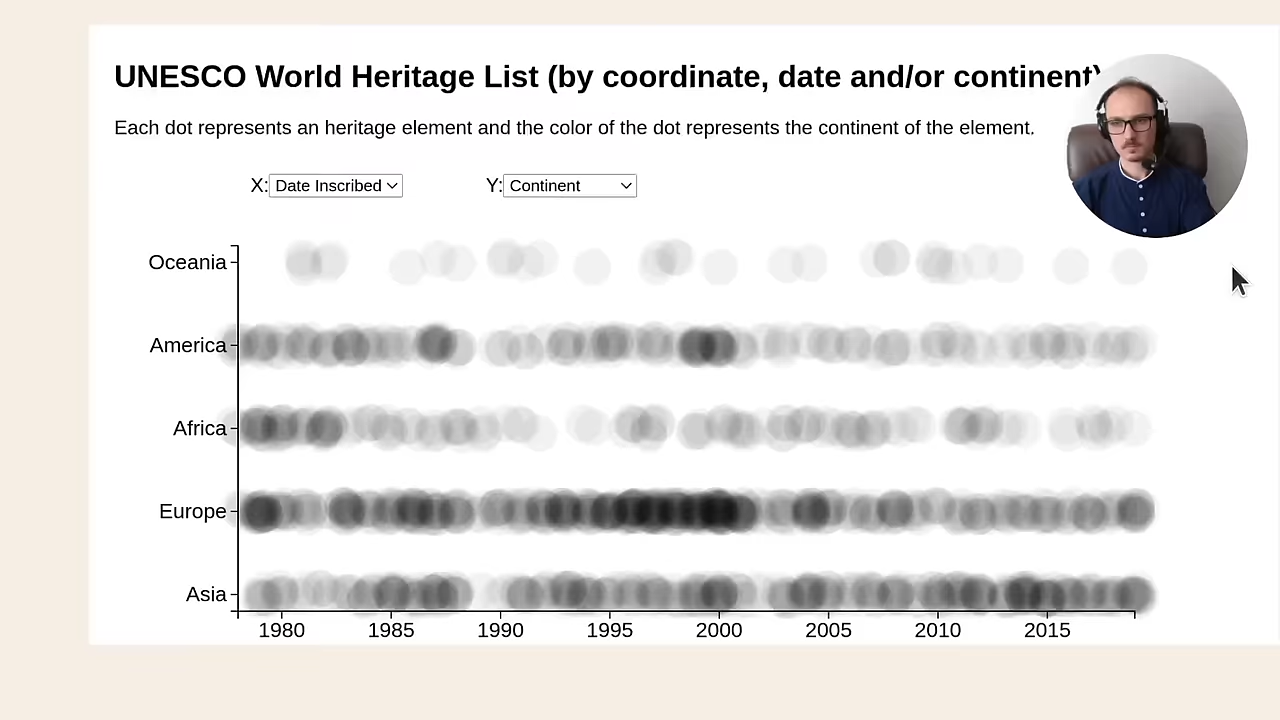 UNESCO World Heritage List (by coordinate, date and/or continent)
Each dot represents an heritage element and the color of the dot represents the continent of the element.
X: Date Inscribed Y: Continent
Oceania
America
Africa
Europe
Asia
1980 1985 1990 1995 2000 2005 2010 2015